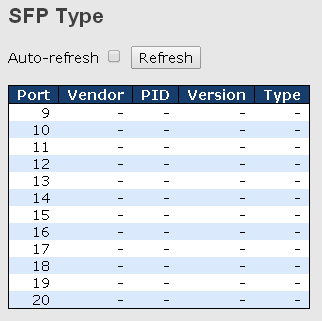 SFP Type
Auto-refresh Refresh
Port Vendor PID Version Type
9 - - - -
10 - - - -
11 - - - -
12 - - - -
13 - - - -
14 - - - -
15 - - - -
16 - - - -
17 - - - -
18 - - - -
19 - - - -
20 - - - -